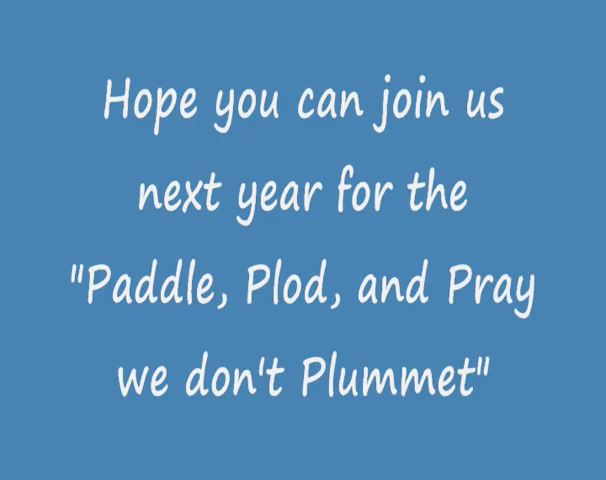 Hope you can join us
next year for the
"Paddle, Plod, and Pray
we don't Plummet"